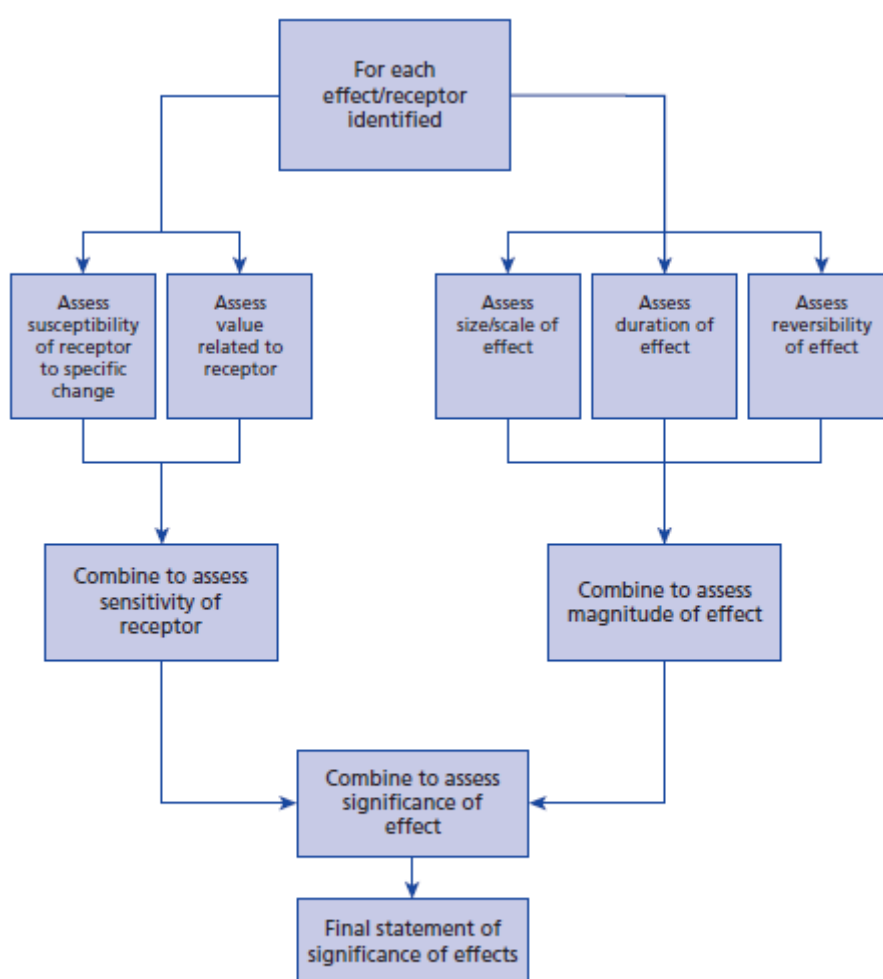 For each
effect/receptor
identified
Assess
susceptibility
of receptor
to specific
change
Assess
value
related to
receptor
Assess
size/scale of
effect
Assess
duration of
effect
Assess
reversibility
of effect
Combine to assess
sensitivity of
receptor
Combine to assess
magnitude of effect
Combine to assess
significance of
effect
Final statement of
significance of effects